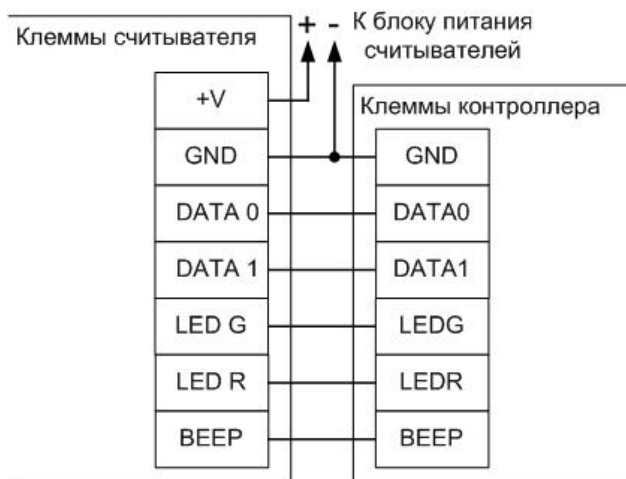 Клеммы считывателя
+ -
К блоку питания
считывателей
+V
Клеммы контроллера
GND
GND
DATA 0
DATA0
DATA 1
DATA1
LED G
LEDG
LED R
LEDR
BEEP
BEEP